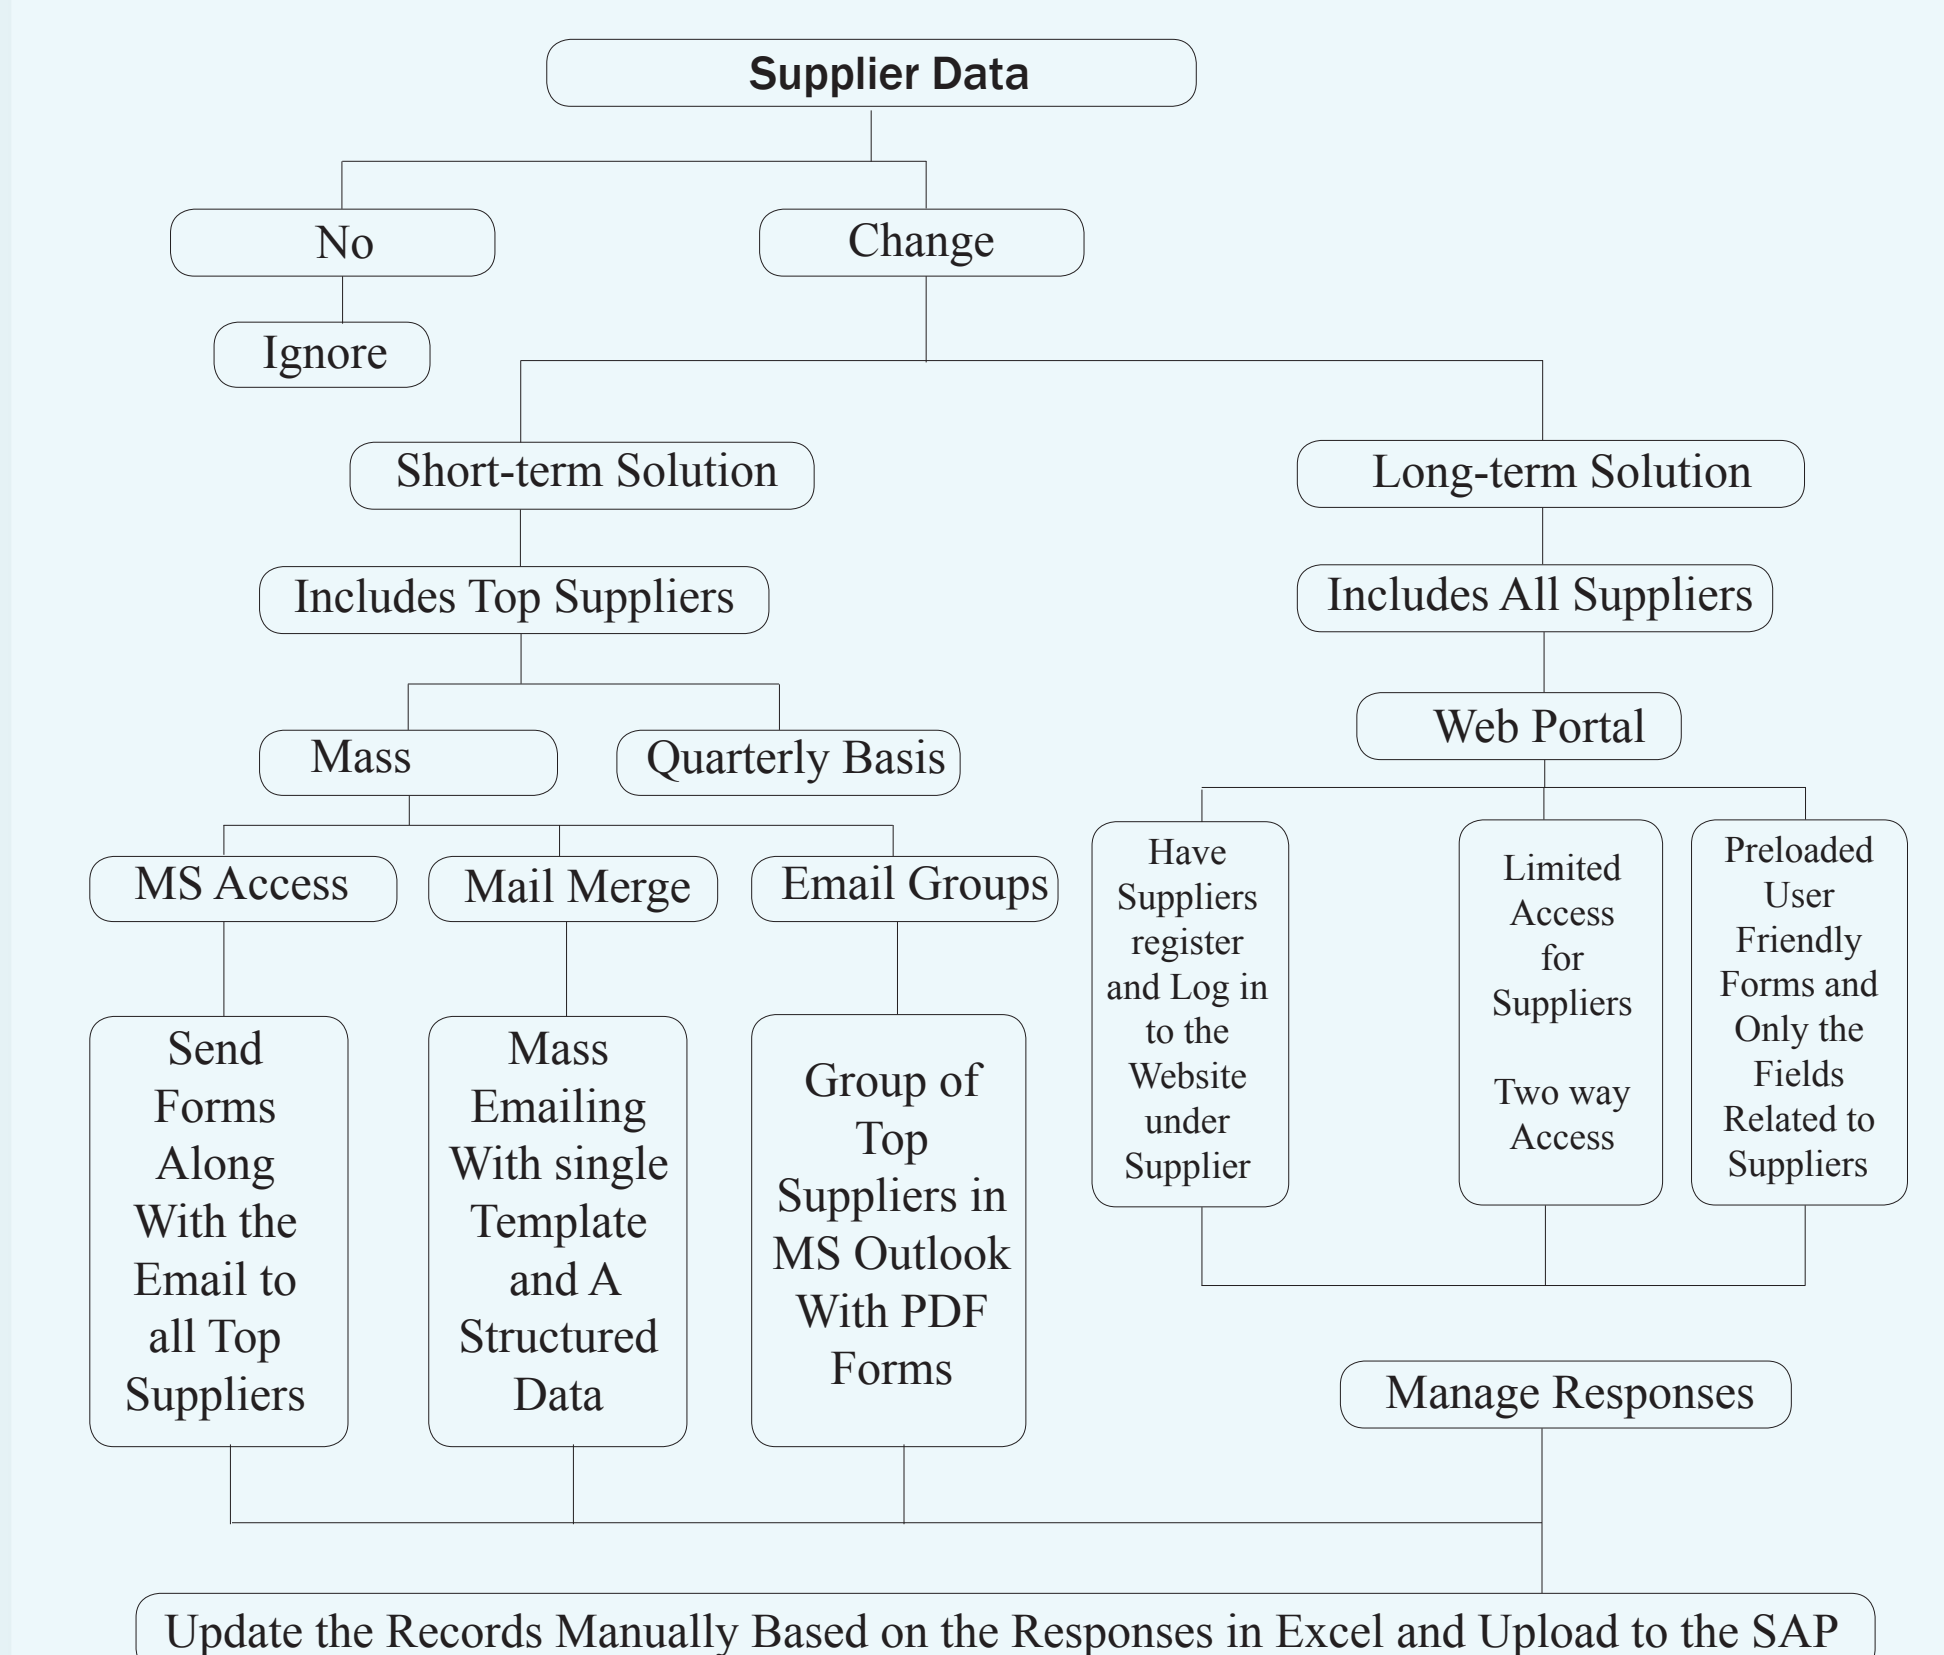 Supplier Data
No
Change
Ignore
Short-term Solution
Long-term Solution
Includes Top Suppliers
Includes All Suppliers
Web Portal
Mass
Quarterly Basis
MS Access
Mail Merge
Email Groups
Have
Suppliers
register
and Log in
to the
Website
under
Supplier
Limited
Access
for
Suppliers
Two way
Access
Preloaded
User
Friendly
Forms and
Only the
Fields
Related to
Suppliers
Send
Forms
Along
With the
Email to
all Top
Suppliers
Mass
Emailing
With single
Template
and A
Structured
Data
Group of
Top
Suppliers in
MS Outlook
With PDF
Forms
Manage Responses
Update the Records Manually Based on the Responses in Excel and Upload to the SAP